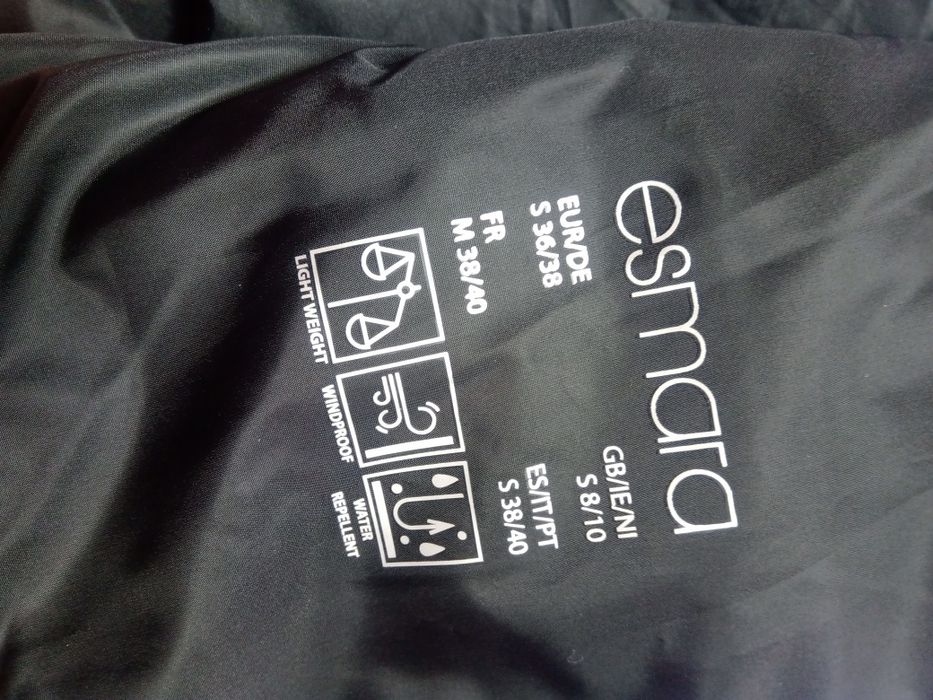 esmara
EUR/DE
S 36/38
GB/IE/NI
S 8/10
FR
M 38/40
ES/IT/PT
S 38/40
LIGHT WEIGHT
WINDPROOF
WATER
REPELLENT